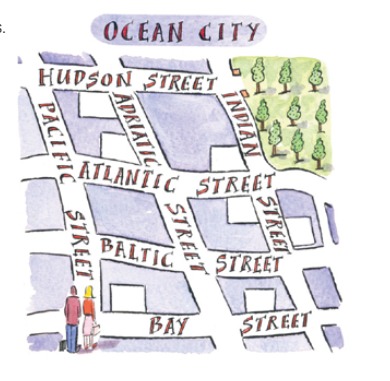 s.
OCEAN CITY
HUDSON STREET
PACIFIC STREET
ADRIATIC STREET
INDIAN STREET
ATLANTIC STREET
BALTIC STREET
BAY STREET